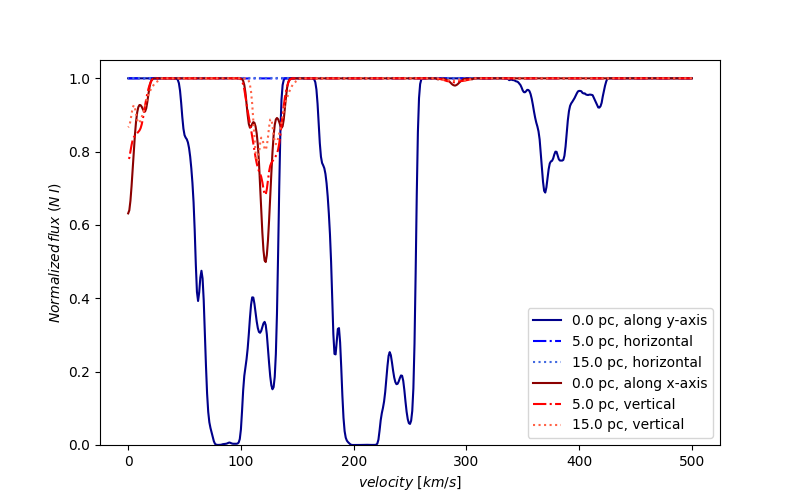 1.0
0.8
0.6
0.4
0.2
0.0
Normalized flux (N I)
0 100 200 300 400 500
velocity [km/s]
0.0 pc, along y-axis
5.0 pc, horizontal
15.0 pc, horizontal
0.0 pc, along x-axis
5.0 pc, vertical
15.0 pc, vertical